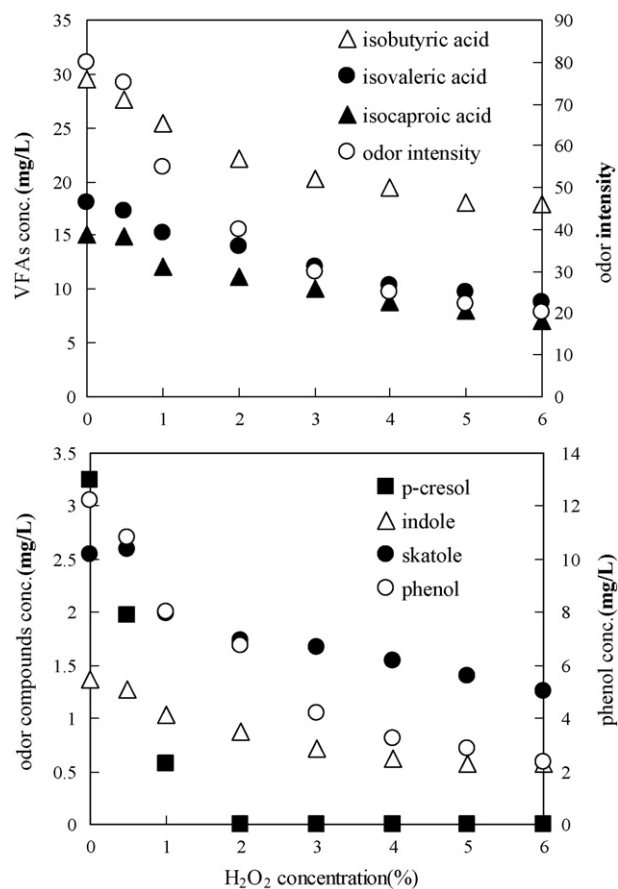 35
30
25
20
15
10
5
0
VFAs conc.(mg/L)
isobutyric acid
isovaleric acid
isocaproic acid
odor intensity
90
80
70
60
50
40
30
20
10
0
odor intensity
0 1 2 3 4 5 6
3.5
3
2.5
2
1.5
1
0.5
0
odor compounds conc.(mg/L)
p-cresol
indole
skatole
phenol
14
12
10
8
6
4
2
0
phenol conc.(mg/L)
0 1 2 3 4 5 6
H₂O₂ concentration(%)